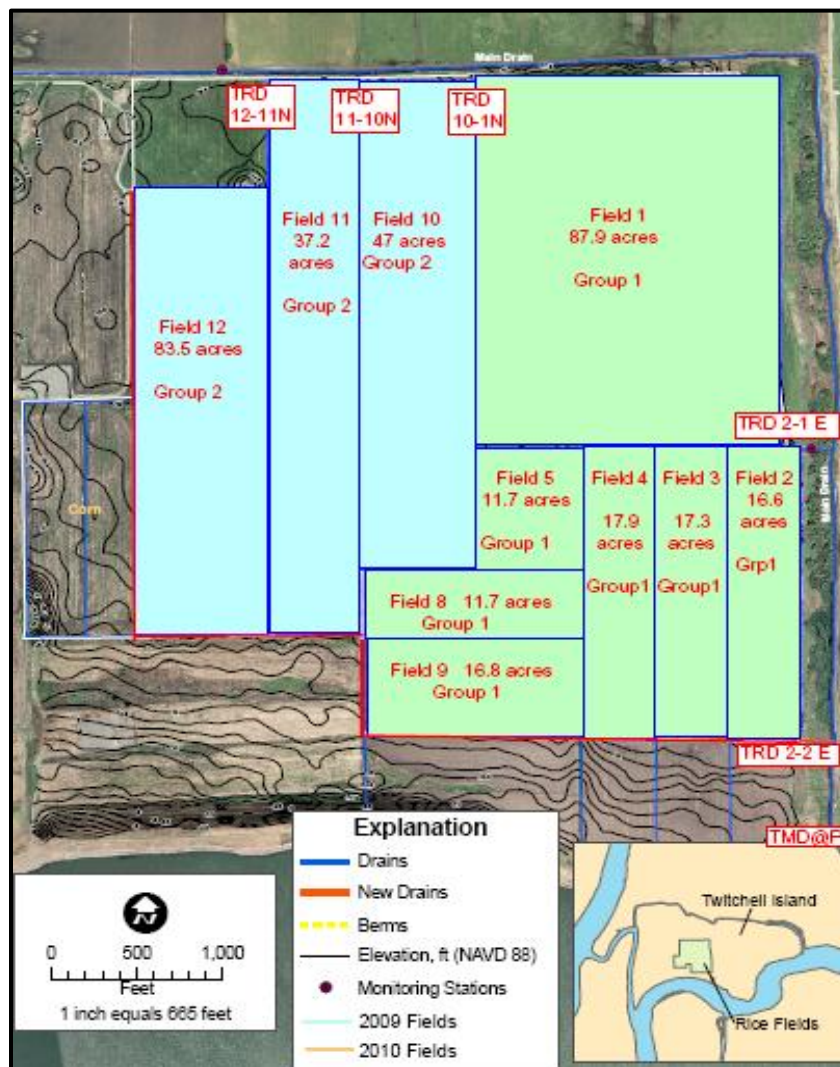 Main Drain
TRD
12-11N
TRD
11-10N
TRD
10-1N
Field 11
37.2
acres
Group 2
Field 10
47 acres
Group 2
Field 1
87.9 acres
Group 1
Field 12
83.5 acres
Group 2
TRD 2-1 E
Main Drain
Corn
Field 5
11.7 acres
Group 1
Field 4
17.9
acres
Group1
Field 3
17.3
acres
Group1
Field 2
16.6
acres
Grp1
Field 8 11.7 acres
Group 1
Field 9 16.8 acres
Group 1
TRD 2-2 E
TMD@P
Explanation
Drains
New Drains
Berms
Elevation, ft (NAVD 88)
Monitoring Stations
2009 Fields
2010 Fields
N
0 500 1,000
Feet
1 inch equals 665 feet
Twitchell Island
Rice Fields